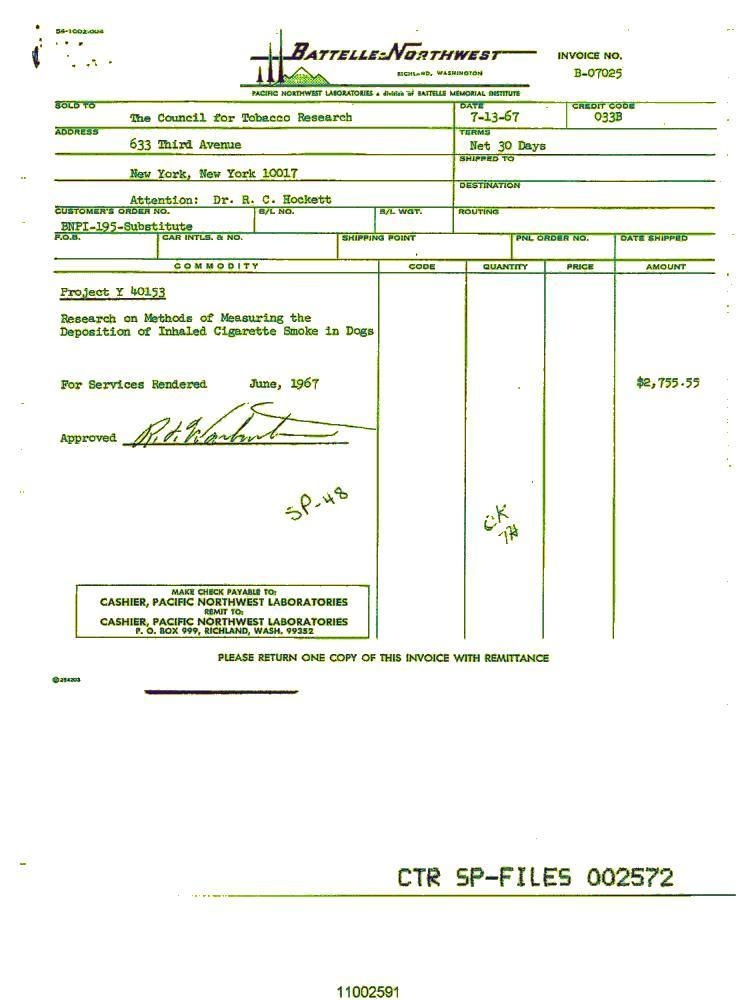 54-1002-004
BATTELLE-NORTHWEST
RICHLAND, WASHINGTON
PACIFIC NORTHWEST LABORATORIES a division of BATTELLE MEMORIAL INSTITUTE
INVOICE NO.
B-07025
SOLD TO
The Council for Tobacco Research
DATE
7-13-67
CREDIT CODE
033B
ADDRESS
633 Third Avenue
TERMS
Net 30 Days
SHIPPED TO
New York, New York 10017
DESTINATION
Attention: Dr. R. C. Hockett
CUSTOMER'S ORDER NO.
B/L NO.
B/L WGT.
ROUTING
BNPI-195-Substitute
F.O.B.
CAR INTLS. & NO.
SHIPPING POINT
PNL ORDER NO.
DATE SHIPPED
COMMODITY
CODE
QUANTITY
PRICE
AMOUNT
Project Y 40153
Research on Methods of Measuring the
Deposition of Inhaled Cigarette Smoke in Dogs
For Services Rendered June, 1967
$2,755.55
Approved
SP-48
CK
MAKE CHECK PAYABLE TO:
CASHIER, PACIFIC NORTHWEST LABORATORIES
REMIT TO:
CASHIER, PACIFIC NORTHWEST LABORATORIES
P. O. BOX 999, RICHLAND, WASH. 99352
PLEASE RETURN ONE COPY OF THIS INVOICE WITH REMITTANCE
CTR SP-FILES 002572
11002591